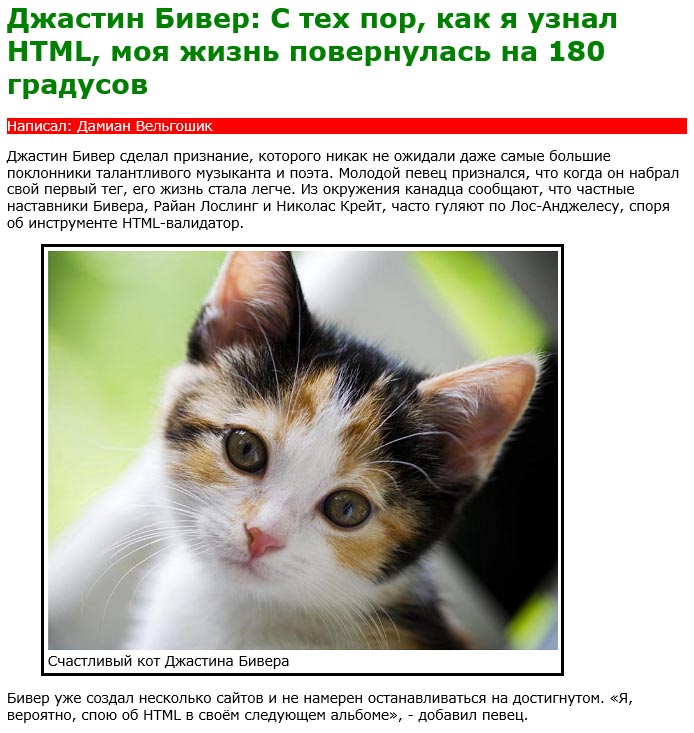 Джастин Бивер: С тех пор, как я узнал
HTML, моя жизнь повернулась на 180
градусов
Написал: Дамиан Вельгошик
Джастин Бивер сделал признание, которого никак не ожидали даже самые большие
поклонники талантливого музыканта и поэта. Молодой певец признался, что когда он набрал
свой первый тег, его жизнь стала легче. Из окружения канадца сообщают, что частные
наставники Бивера, Райан Лослинг и Николас Крейт, часто гуляют по Лос-Анджелесу, споря
об инструменте HTML-валидатор.
Счастливый кот Джастина Бивера
Бивер уже создал несколько сайтов и не намерен останавливаться на достигнутом. «Я,
вероятно, спою об HTML в своём следующем альбоме», - добавил певец.